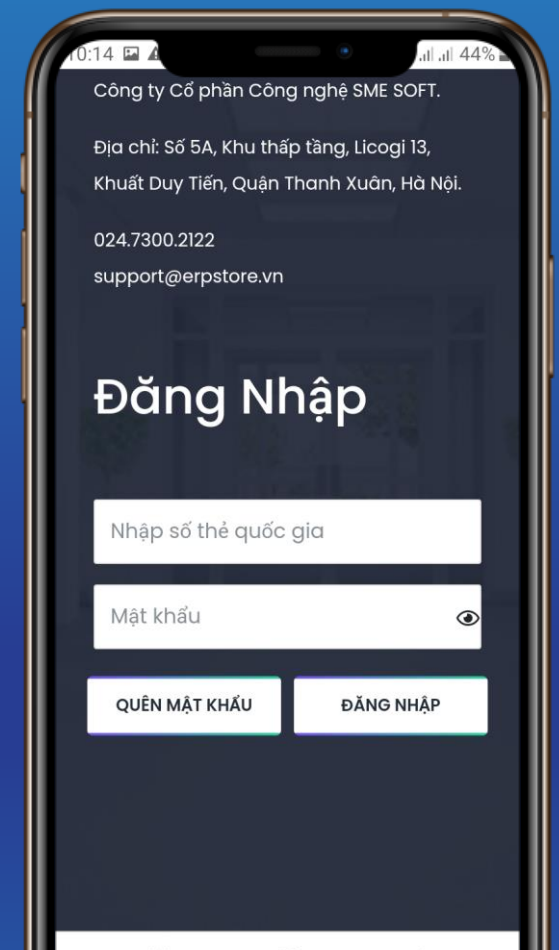 10:14 44%
Công ty Cổ phần Công nghệ SME SOFT.
Địa chỉ: Số 5A, Khu thấp tầng, Licogi 13,
Khuất Duy Tiến, Quận Thanh Xuân, Hà Nội.
024.7300.2122
support@erpstore.vn
Đăng Nhập
Nhập số thẻ quốc gia
Mật khẩu
QUÊN MẬT KHẨU ĐĂNG NHẬP